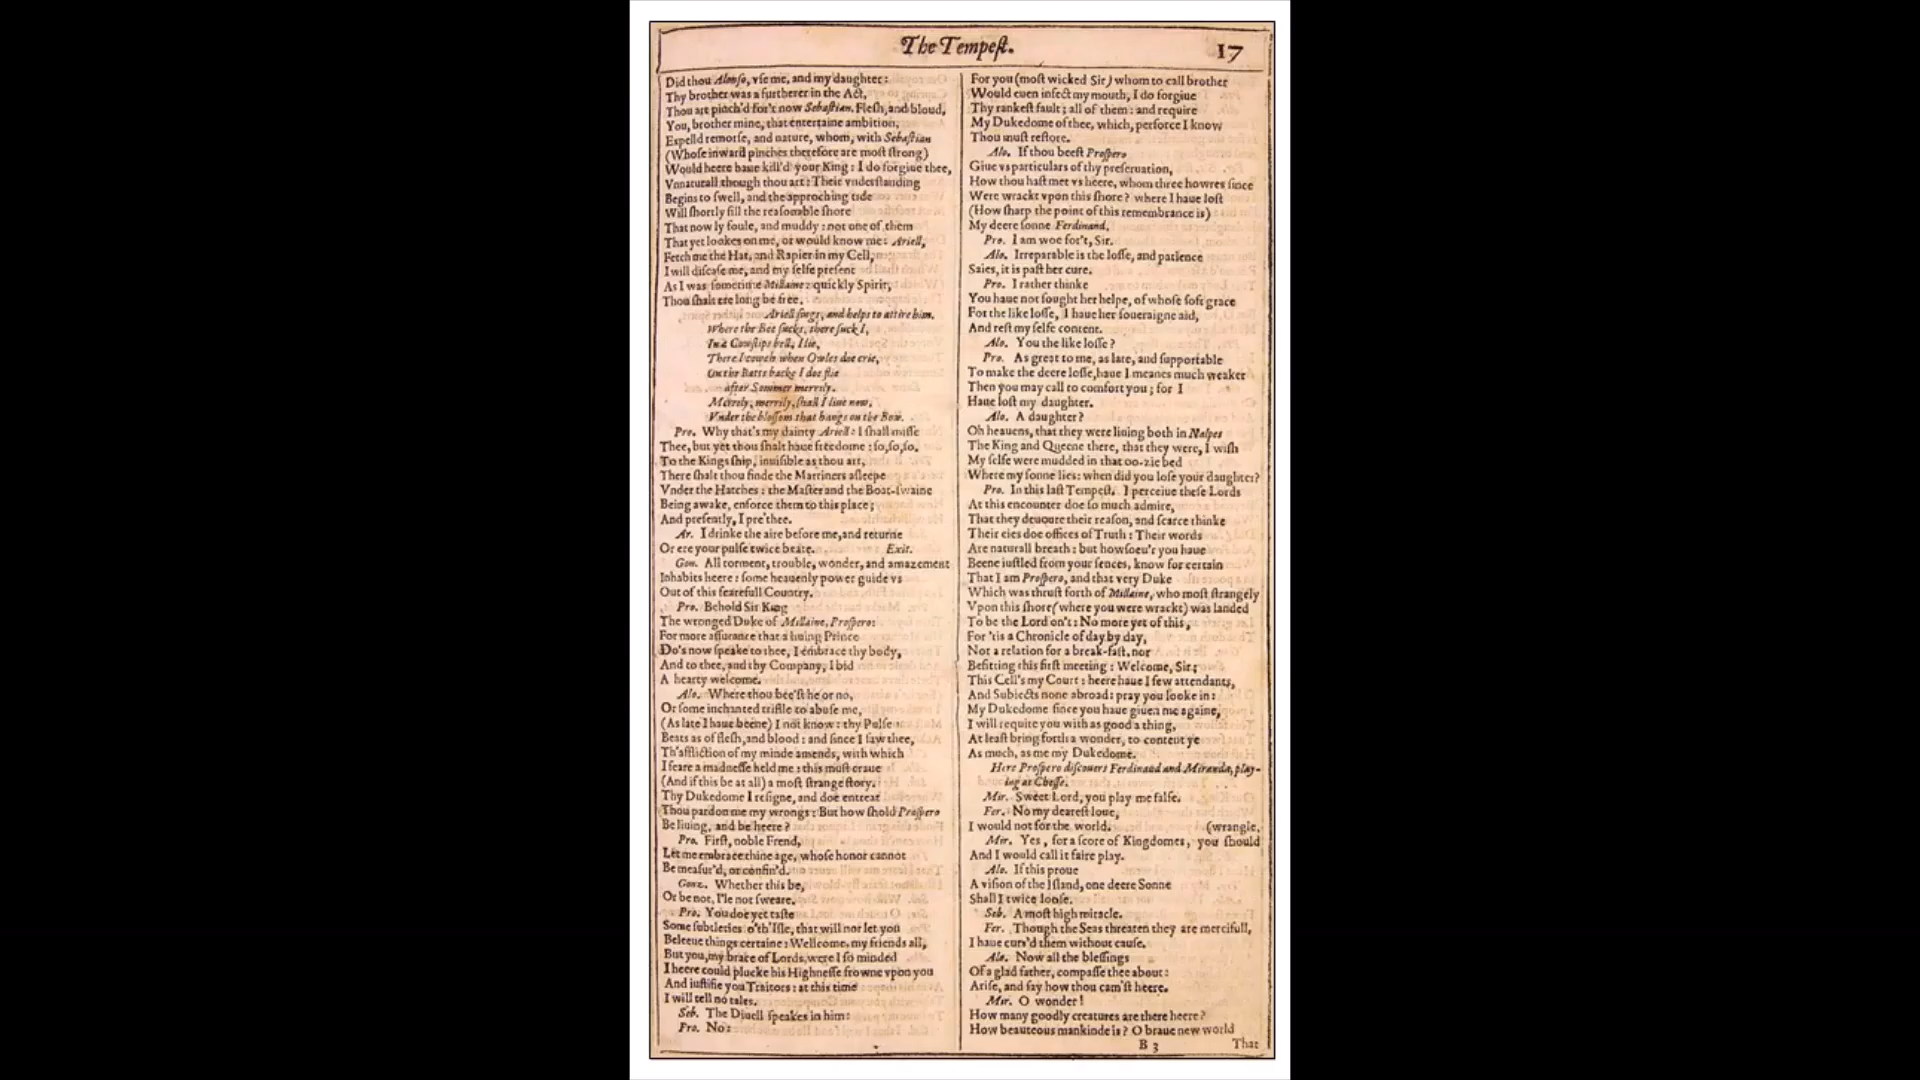 The Tempeſt.
17
Did thou Alonſo, vſe me, and my daughter:
Thy brother was a furtherer in the Act,
Thou art pinch'd for't now Sebaſtian. Fleſh, and bloud,
You, brother mine, that entertaine ambition,
Expelld remorſe, and nature, whom, with Sebaſtian
(Whoſe inward pinches therefore are moſt ſtrong)
Would heere haue kill'd your King: I do forgiue thee,
Vnnaturall though thou art: Their vnderſtanding
Begins to ſwell, and the approching tide
Will ſhortly fill the reaſonable ſhore
That now ly foule, and muddy: not one of them
That yet lookes on me, or would know me: Ariell,
Fetch me the Hat, and Rapier in my Cell,
I will diſcaſe me, and my ſelfe preſent
As I was ſometime Millaine: quickly Spirit,
Thou ſhalt ere long be free.
Ariell ſings, and helps to attire him.
Where the Bee ſucks, there ſuck I,
In a Cowſlips bell, I lie,
There I cowch when Owles doe crie,
On the Batts backe I doe flie
after Sommer merrily.
Merrily, merrily, ſhall I liue now,
Vnder the bloſſom that hangs on the Bow.
Pro. Why that's my dainty Ariell: I ſhall miſſe
Thee, but yet thou ſhalt haue freedome: ſo, ſo, ſo.
To the Kings ſhip, inuiſible as thou art,
There ſhalt thou finde the Marriners aſleepe
Vnder the Hatches: the Maſter and the Boat-ſwaine
Being awake, enforce them to this place;
And preſently, I pre'thee.
Ar. I drinke the aire before me, and returne
Or ere your pulſe twice beate. Exit.
Gon. All torment, trouble, wonder, and amazement
Inhabits heere: ſome heauenly power guide vs
Out of this fearefull Country.
Pro. Behold Sir King
The wronged Duke of Millaine, Proſpero:
For more aſſurance that a liuing Prince
Do's now ſpeake to thee, I embrace thy body,
And to thee, and thy Company, I bid
A hearty welcome.
Alo. Where thou bee'ſt he or no,
Or ſome inchanted trifle to abuſe me,
(As late I haue beene) I not know: thy Pulſe
Beats as of fleſh, and blood: and ſince I ſaw thee,
Th'affliction of my minde amends, with which
I feare a madneſſe held me: this muſt craue
(And if this be at all) a moſt ſtrange ſtory.
Thy Dukedome I reſigne, and doe entreat
Thou pardon me my wrongs: But how ſhold Proſpero
Be liuing, and be heere?
Pro. Firſt, noble Frend,
Let me embrace thine age, whoſe honor cannot
Be meaſur'd, or confin'd.
Gonz. Whether this be,
Or be not, I'le not ſweare.
Pro. You doe yet taſte
Some ſubtleties o'th'Iſle, that will nor let you
Beleeue things certaine: Wellcome, my friends all,
But you, my brace of Lords, were I ſo minded
I heere could plucke his Highneſſe frowne vpon you
And iuſtifie you Traitors: at this time
I will tell no tales.
Seb. The Diuell ſpeakes in him:
Pro. No:
For you (moſt wicked Sir) whom to call brother
Would euen infect my mouth, I do forgiue
Thy rankeſt fault; all of them: and require
My Dukedome of thee, which, perforce I know
Thou muſt reſtore.
Alo. If thou beeſt Proſpero
Giue vs particulars of thy preſeruation,
How thou haſt met vs heere, whom three howres ſince
Were wrackt vpon this ſhore? where I haue loſt
(How ſharp the point of this remembrance is)
My deere ſonne Ferdinand.
Pro. I am woe for't, Sir.
Alo. Irreparable is the loſſe, and patience
Saies, it is paſt her cure.
Pro. I rather thinke
You haue not ſought her helpe, of whoſe ſoft grace
For the like loſſe, I haue her ſoueraigne aid,
And reſt my ſelfe content.
Alo. You the like loſſe?
Pro. As great to me, as late, and ſupportable
To make the deere loſſe, haue I meanes much weaker
Then you may call to comfort you; for I
Haue loſt my daughter.
Alo. A daughter?
Oh heauens, that they were liuing both in Nalpes
The King and Queene there, that they were, I wiſh
My ſelfe were mudded in that oo-zie bed
Where my ſonne lies: when did you loſe your daughter?
Pro. In this laſt Tempeſt. I perceiue theſe Lords
At this encounter doe ſo much admire,
That they deuoure their reaſon, and ſcarce thinke
Their eies doe offices of Truth: Their words
Are naturall breath: but howſoeu'r you haue
Beene iuſtled from your ſences, know for certain
That I am Proſpero, and that very Duke
Which was thruſt forth of Millaine, who moſt ſtrangely
Vpon this ſhore (where you were wrackt) was landed
To be the Lord on't: No more yet of this,
For 'tis a Chronicle of day by day,
Not a relation for a break-faſt, nor
Befitting this firſt meeting: Welcome, Sir;
This Cell's my Court: heere haue I few attendants,
And Subiects none abroad: pray you looke in:
My Dukedome ſince you haue giuen me againe,
I will requite you with as good a thing,
At leaſt bring forth a wonder, to content ye
As much, as me my Dukedome.
Here Proſpero diſcouers Ferdinand and Miranda, play-
ing at Cheſſe.
Mir. Sweet Lord, you play me falſe.
Fer. No my deareſt loue,
I would not for the world. (wrangle,
Mir. Yes, for a ſcore of Kingdomes, you ſhould
And I would call it faire play.
Alo. If this proue
A viſion of the Iſland, one deere Sonne
Shall I twice looſe.
Seb. A moſt high miracle.
Fer. Though the Seas threaten they are mercifull,
I haue curs'd them without cauſe.
Alo. Now all the bleſſings
Of a glad father, compaſſe thee about:
Ariſe, and ſay how thou cam'ſt heere.
Mir. O wonder!
How many goodly creatures are there heere?
How beauteous mankinde is? O braue new world
B 3 That